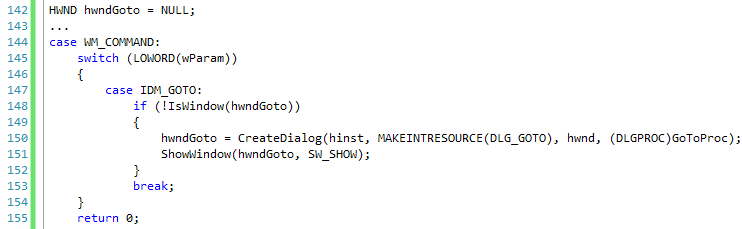 142 HWND hwndGoto = NULL;
143 ...
144 case WM_COMMAND:
145     switch (LOWORD(wParam))
146     {
147         case IDM_GOTO:
148             if (!IsWindow(hwndGoto))
149             {
150                 hwndGoto = CreateDialog(hinst, MAKEINTRESOURCE(DLG_GOTO), hwnd, (DLGPROC)GoToProc);
151                 ShowWindow(hwndGoto, SW_SHOW);
152             }
153             break;
154     }
155     return 0;